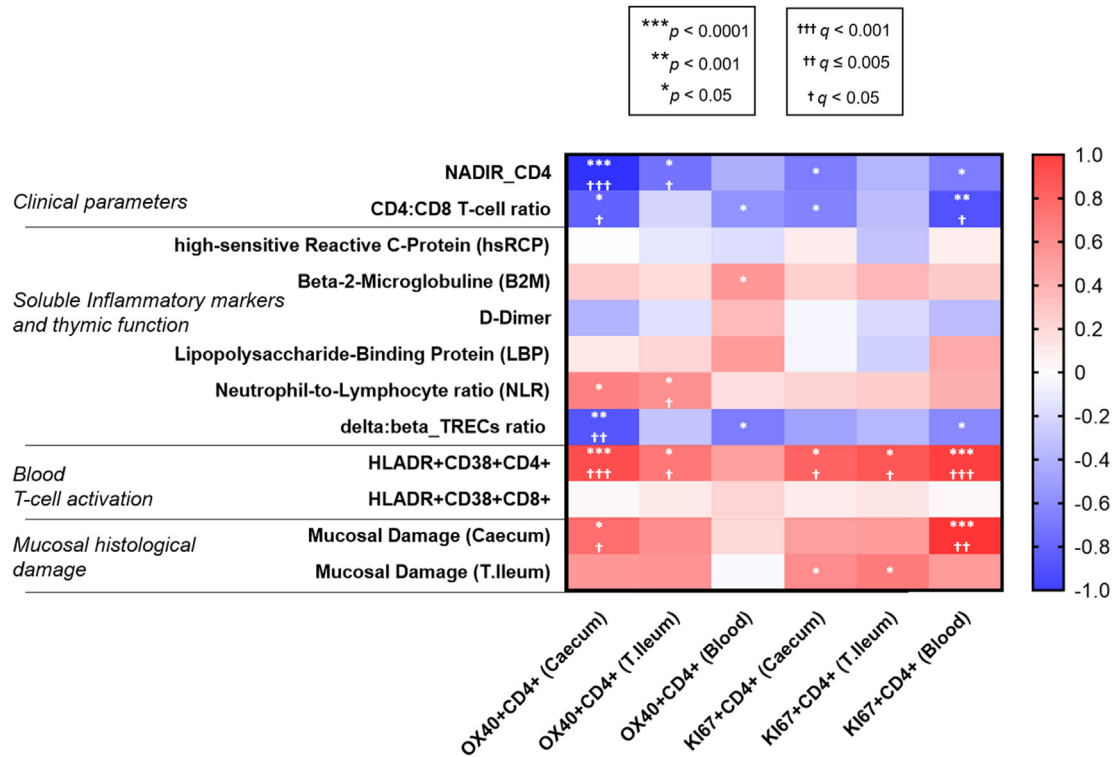 ***p < 0.0001
**p < 0.001
*p < 0.05
††† q < 0.001
†† q ≤ 0.005
† q < 0.05
Clinical parameters
NADIR_CD4
*** * * *
††† †
CD4:CD8 T-cell ratio
* * * **
† †
Soluble Inflammatory markers
and thymic function
high-sensitive Reactive C-Protein (hsRCP)
Beta-2-Microglobuline (B2M)
*
D-Dimer
Lipopolysaccharide-Binding Protein (LBP)
Neutrophil-to-Lymphocyte ratio (NLR)
* *
†
delta:beta_TRECs ratio
** * *
††
Blood
T-cell activation
HLADR+CD38+CD4+
*** * * * ***
††† † † † †††
HLADR+CD38+CD8+
Mucosal histological
damage
Mucosal Damage (Caecum)
* ***
† ††
Mucosal Damage (T.Ileum)
* *
OX40+CD4+ (Caecum)
OX40+CD4+ (T.Ileum)
OX40+CD4+ (Blood)
KI67+CD4+ (Caecum)
KI67+CD4+ (T.Ileum)
KI67+CD4+ (Blood)
1.0
0.8
0.6
0.4
0.2
0
-0.2
-0.4
-0.6
-0.8
-1.0